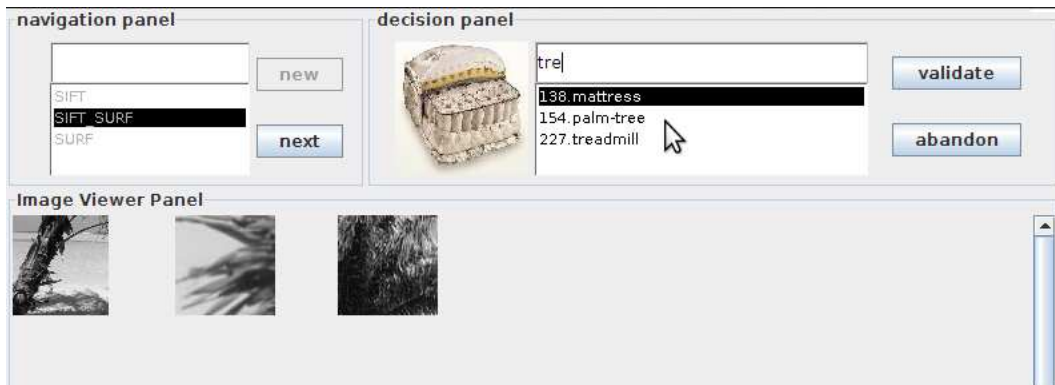 navigation panel
new
SIFT
SIFT_SURF
SURF
next
decision panel
tre
138.mattress
154.palm-tree
227.treadmill
validate
abandon
Image Viewer Panel